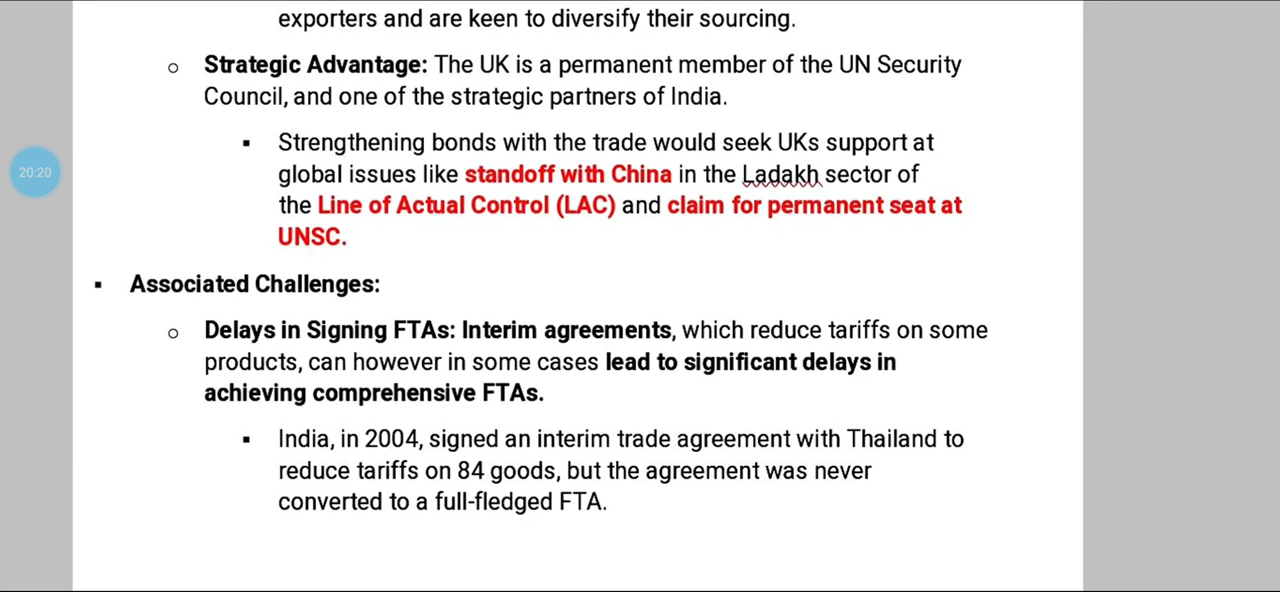 exporters and are keen to diversify their sourcing.
o Strategic Advantage: The UK is a permanent member of the UN Security
Council, and one of the strategic partners of India.
▪ Strengthening bonds with the trade would seek UKs support at
20:20
global issues like standoff with China in the Ladakh sector of
the Line of Actual Control (LAC) and claim for permanent seat at
UNSC.
▪ Associated Challenges:
o Delays in Signing FTAs: Interim agreements, which reduce tariffs on some
products, can however in some cases lead to significant delays in
achieving comprehensive FTAs.
▪ India, in 2004, signed an interim trade agreement with Thailand to
reduce tariffs on 84 goods, but the agreement was never
converted to a full-fledged FTA.